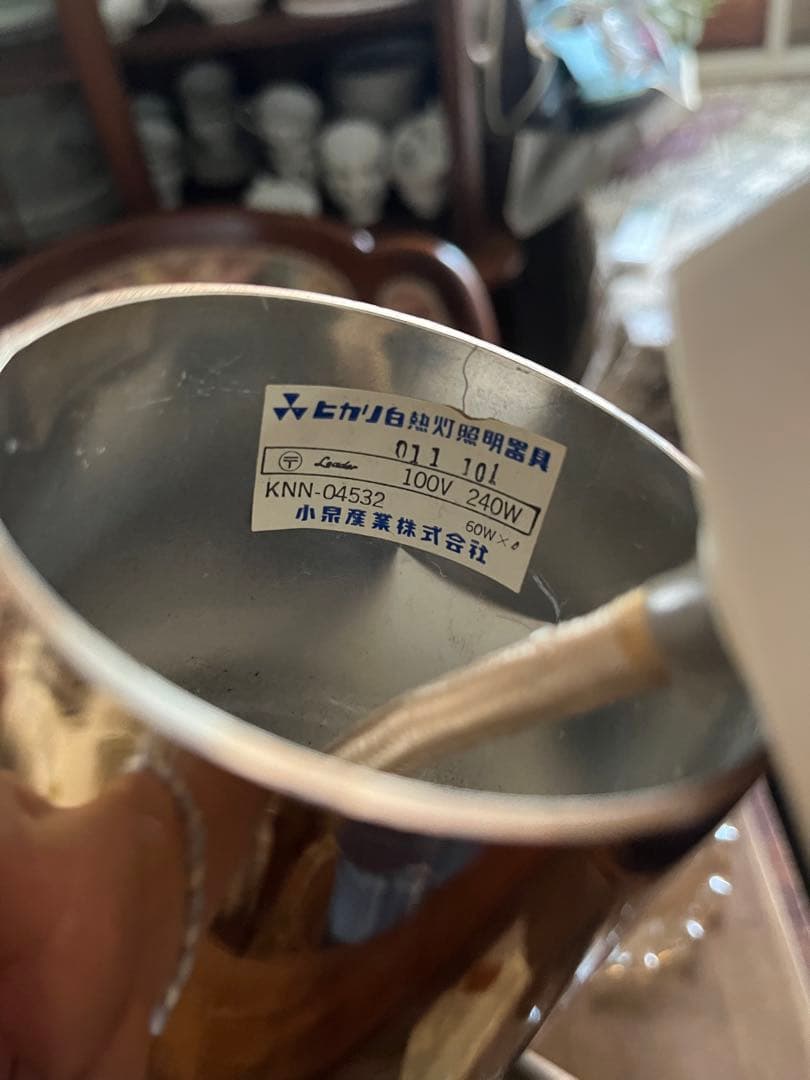 ヒカリ白熱灯照明器具
011 101
〒 Leader 100V 240W
KNN-04532 60W×
小泉産業株式会社